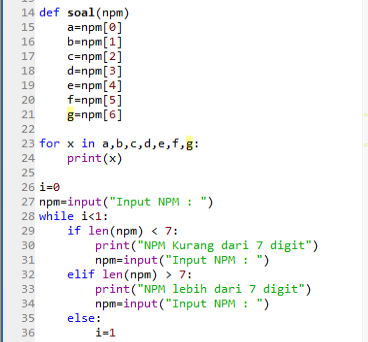 14 def soal(npm)
15     a=npm[0]
16     b=npm[1]
17     c=npm[2]
18     d=npm[3]
19     e=npm[4]
20     f=npm[5]
21     g=npm[6]
22
23 for x in a,b,c,d,e,f,g:
24     print(x)
25
26 i=0
27 npm=input("Input NPM : ")
28 while i<1:
29     if len(npm) < 7:
30         print("NPM Kurang dari 7 digit")
31         npm=input("Input NPM : ")
32     elif len(npm) > 7:
33         print("NPM lebih dari 7 digit")
34         npm=input("Input NPM : ")
35     else:
36         i=1